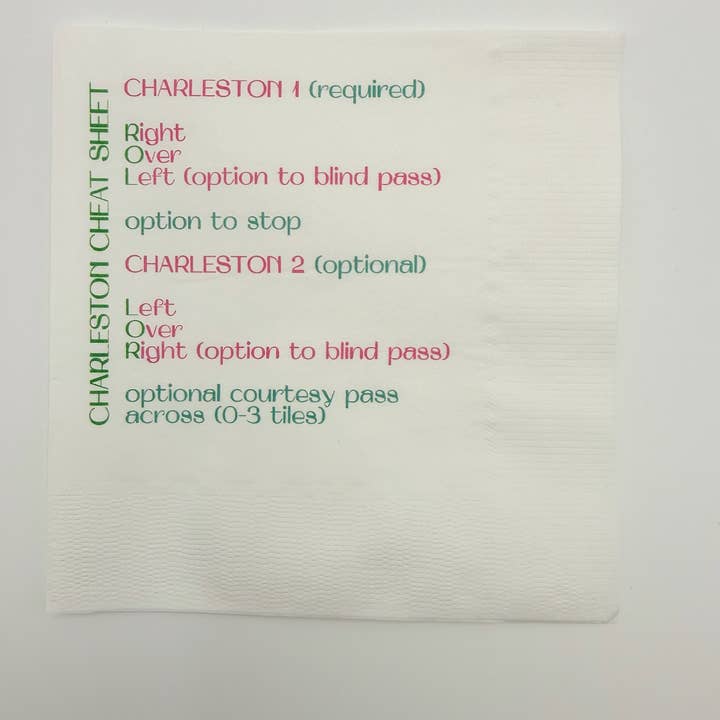 CHARLESTON CHEAT SHEET
CHARLESTON 1 (required)
Right
Over
Left (option to blind pass)
option to stop
CHARLESTON 2 (optional)
Left
Over
Right (option to blind pass)
optional courtesy pass
across (0-3 tiles)